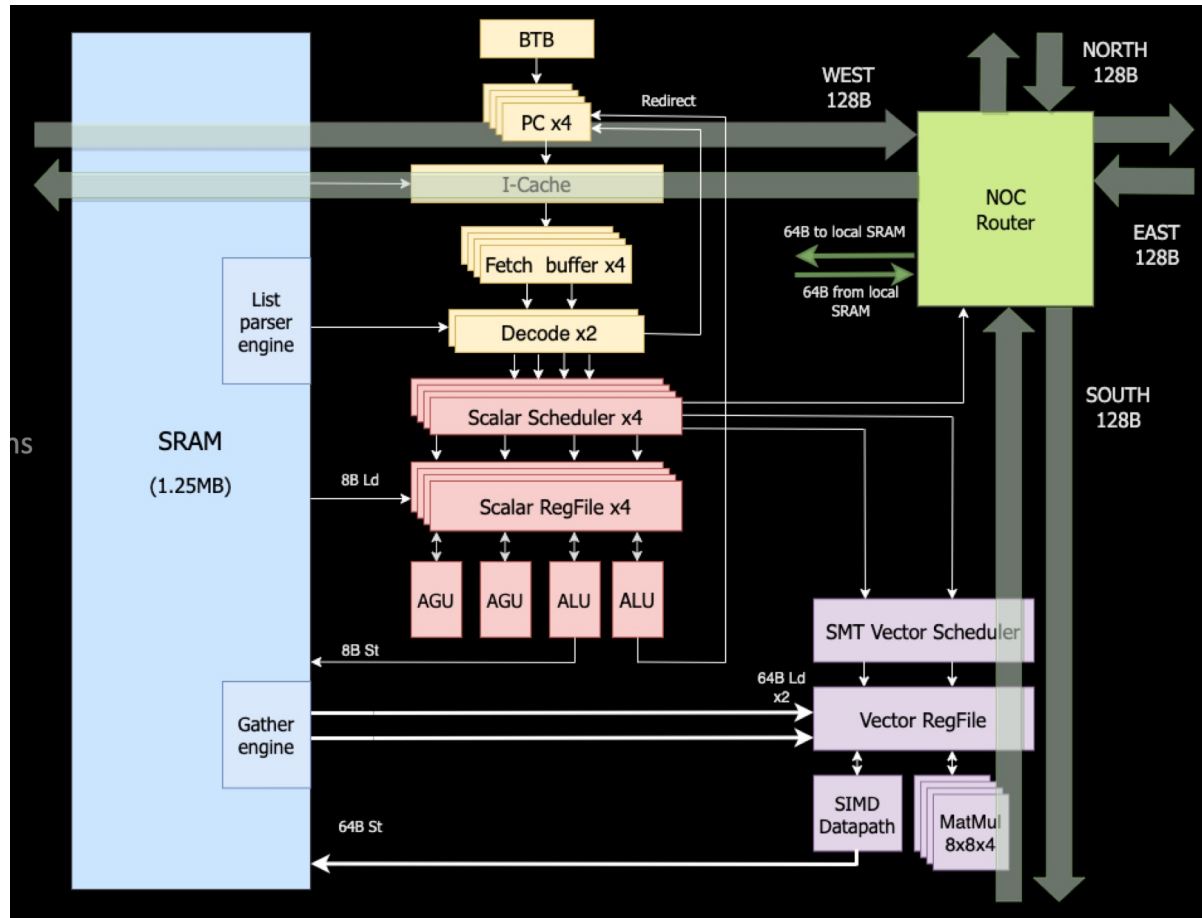 BTB
NORTH
128B
WEST
128B
Redirect
PC x4
I-Cache
NOC
Router
EAST
128B
64B to local SRAM
64B from local
SRAM
Fetch buffer x4
List
parser
engine
Decode x2
SOUTH
128B
Scalar Scheduler x4
ns
SRAM
(1.25MB)
8B Ld
Scalar RegFile x4
AGU
AGU
ALU
ALU
SMT Vector Scheduler
8B St
64B Ld
x2
Vector RegFile
Gather
engine
SIMD
Datapath
MatMul
8x8x4
64B St